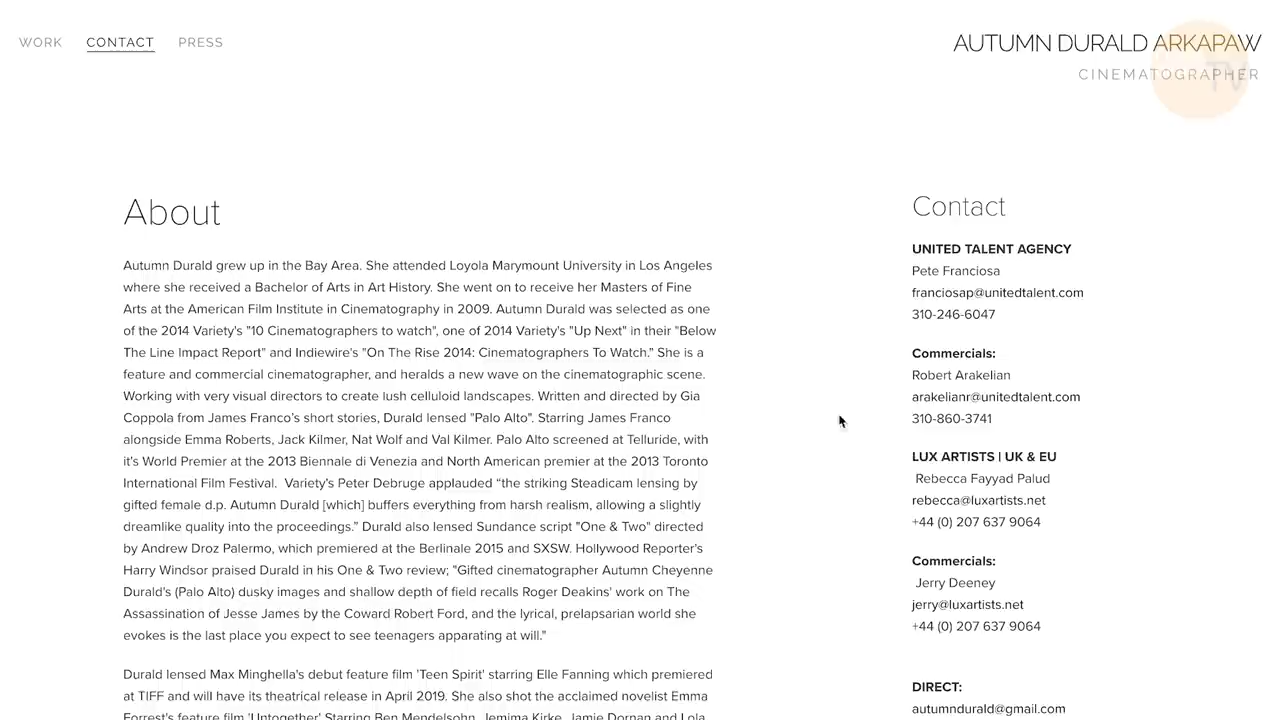 WORK CONTACT PRESS
AUTUMN DURALD ARKAPAW
CINEMATOGRAPHER
TV
About
Autumn Durald grew up in the Bay Area. She attended Loyola Marymount University in Los Angeles
where she received a Bachelor of Arts in Art History. She went on to receive her Masters of Fine
Arts at the American Film Institute in Cinematography in 2009. Autumn Durald was selected as one
of the 2014 Variety's "10 Cinematographers to watch", one of 2014 Variety's "Up Next" in their "Below
The Line Impact Report" and Indiewire's "On The Rise 2014: Cinematographers To Watch." She is a
feature and commercial cinematographer, and heralds a new wave on the cinematographic scene.
Working with very visual directors to create lush celluloid landscapes. Written and directed by Gia
Coppola from James Franco's short stories, Durald lensed "Palo Alto". Starring James Franco
alongside Emma Roberts, Jack Kilmer, Nat Wolf and Val Kilmer. Palo Alto screened at Telluride, with
it's World Premier at the 2013 Biennale di Venezia and North American premier at the 2013 Toronto
International Film Festival.  Variety's Peter Debruge applauded “the striking Steadicam lensing by
gifted female d.p. Autumn Durald [which] buffers everything from harsh realism, allowing a slightly
dreamlike quality into the proceedings.” Durald also lensed Sundance script "One & Two" directed
by Andrew Droz Palermo, which premiered at the Berlinale 2015 and SXSW. Hollywood Reporter's
Harry Windsor praised Durald in his One & Two review; "Gifted cinematographer Autumn Cheyenne
Durald's (Palo Alto) dusky images and shallow depth of field recalls Roger Deakins' work on The
Assassination of Jesse James by the Coward Robert Ford, and the lyrical, prelapsarian world she
evokes is the last place you expect to see teenagers apparating at will."
Durald lensed Max Minghella's debut feature film 'Teen Spirit' starring Elle Fanning which premiered
at TIFF and will have its theatrical release in April 2019. She also shot the acclaimed novelist Emma
Forrest's feature film 'Untogether' Starring Ben Mendelsohn, Jemima Kirke, Jamie Dornan and Lola
Contact
UNITED TALENT AGENCY
Pete Franciosa
franciosap@unitedtalent.com
310-246-6047
Commercials:
Robert Arakelian
arakelianr@unitedtalent.com
310-860-3741
LUX ARTISTS | UK & EU
Rebecca Fayyad Palud
rebecca@luxartists.net
+44 (0) 207 637 9064
Commercials:
Jerry Deeney
jerry@luxartists.net
+44 (0) 207 637 9064
DIRECT:
autumndurald@gmail.com